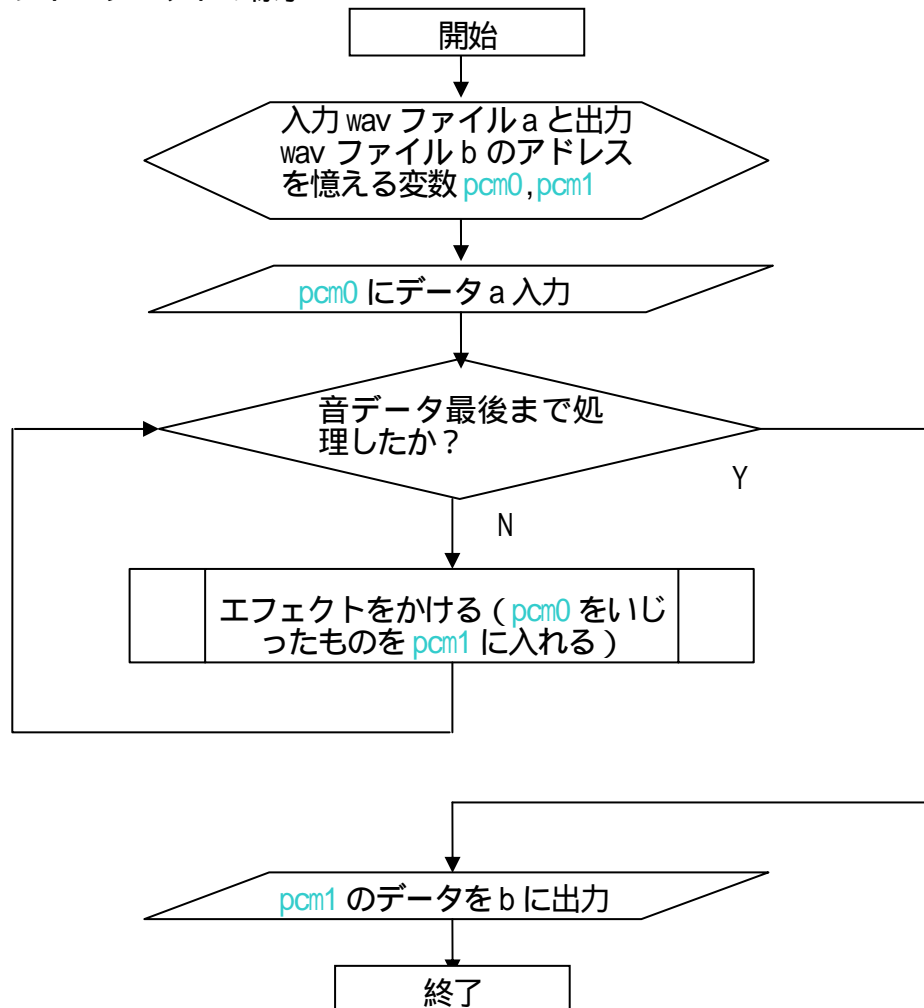 開始
入力 wav ファイル a と出力
wav ファイル b のアドレス
を憶える変数 pcm0,pcm1
pcm0 にデータ a 入力
音データ最後まで処
理したか？
Y
N
エフェクトをかける（pcm0 をいじ
ったものを pcm1 に入れる）
pcm1 のデータを b に出力
終了